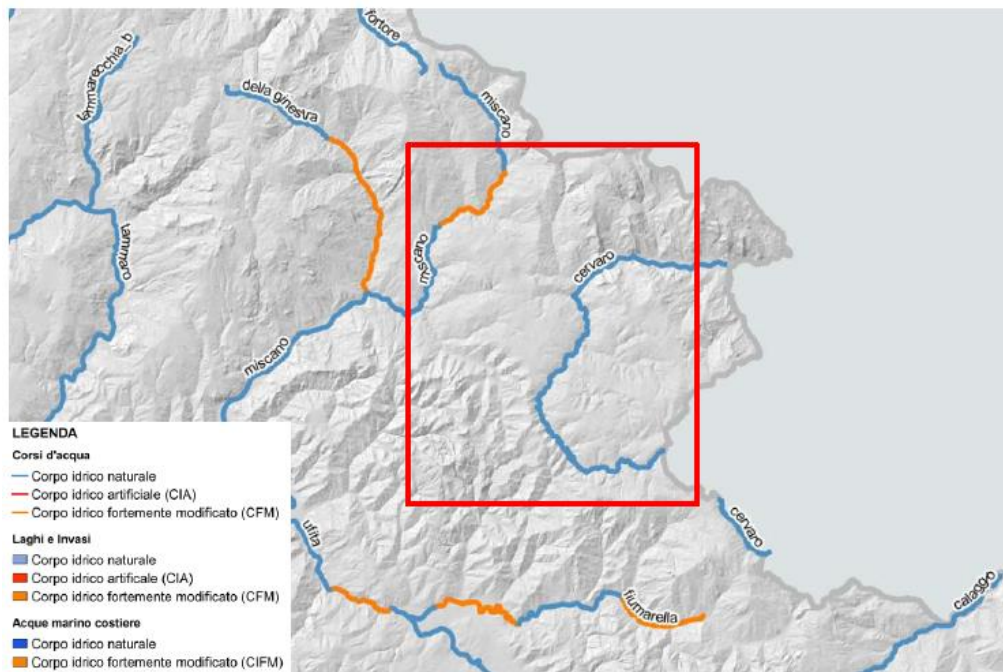 fortore
tammarecchia_b
della ginestra
miscano
tammaro
miscano
cervaro
miscano
LEGENDA
Corsi d'acqua
Corpo idrico naturale
Corpo idrico artificiale (CIA)
Corpo idrico fortemente modificato (CFM)
Laghi e Invasi
Corpo idrico naturale
Corpo idrico artificale (CIA)
Corpo idrico fortemente modificato (CFM)
Acque marino costiere
Corpo idrico naturale
Corpo idrico fortemente modificato (CIFM)
ufita
cervaro
fiumarella
calaggio